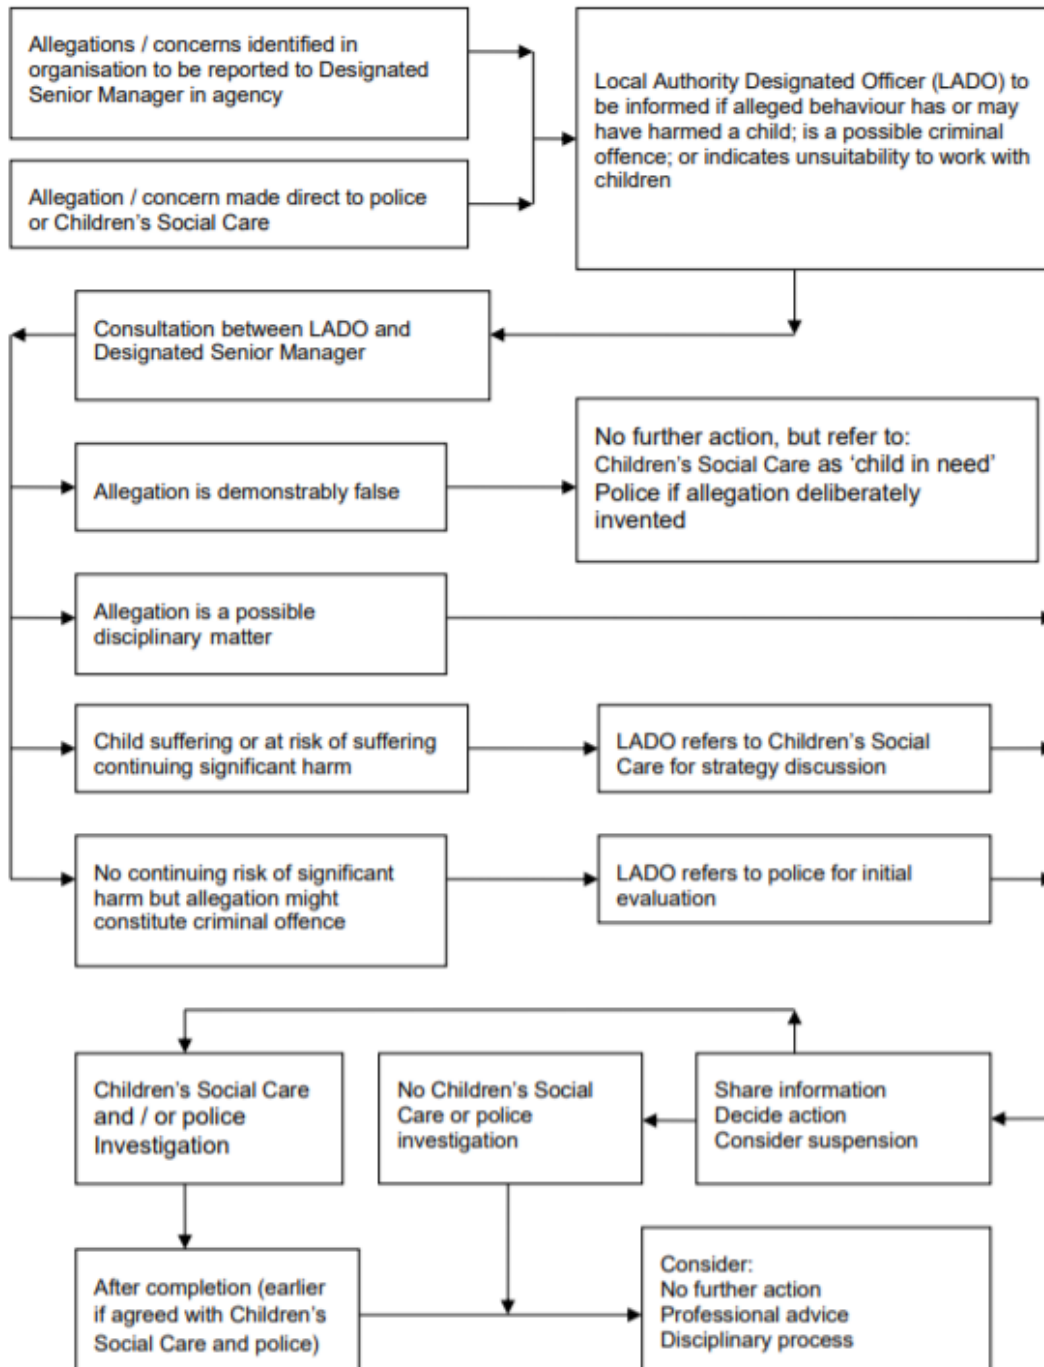 Allegations / concerns identified in
organisation to be reported to Designated
Senior Manager in agency
Allegation / concern made direct to police
or Children's Social Care
Local Authority Designated Officer (LADO) to
be informed if alleged behaviour has or may
have harmed a child; is a possible criminal
offence; or indicates unsuitability to work with
children
Consultation between LADO and
Designated Senior Manager
Allegation is demonstrably false
No further action, but refer to:
Children's Social Care as 'child in need'
Police if allegation deliberately
invented
Allegation is a possible
disciplinary matter
Child suffering or at risk of suffering
continuing significant harm
LADO refers to Children's Social
Care for strategy discussion
No continuing risk of significant
harm but allegation might
constitute criminal offence
LADO refers to police for initial
evaluation
Children's Social Care
and / or police
Investigation
No Children's Social
Care or police
investigation
Share information
Decide action
Consider suspension
After completion (earlier
if agreed with Children's
Social Care and police)
Consider:
No further action
Professional advice
Disciplinary process